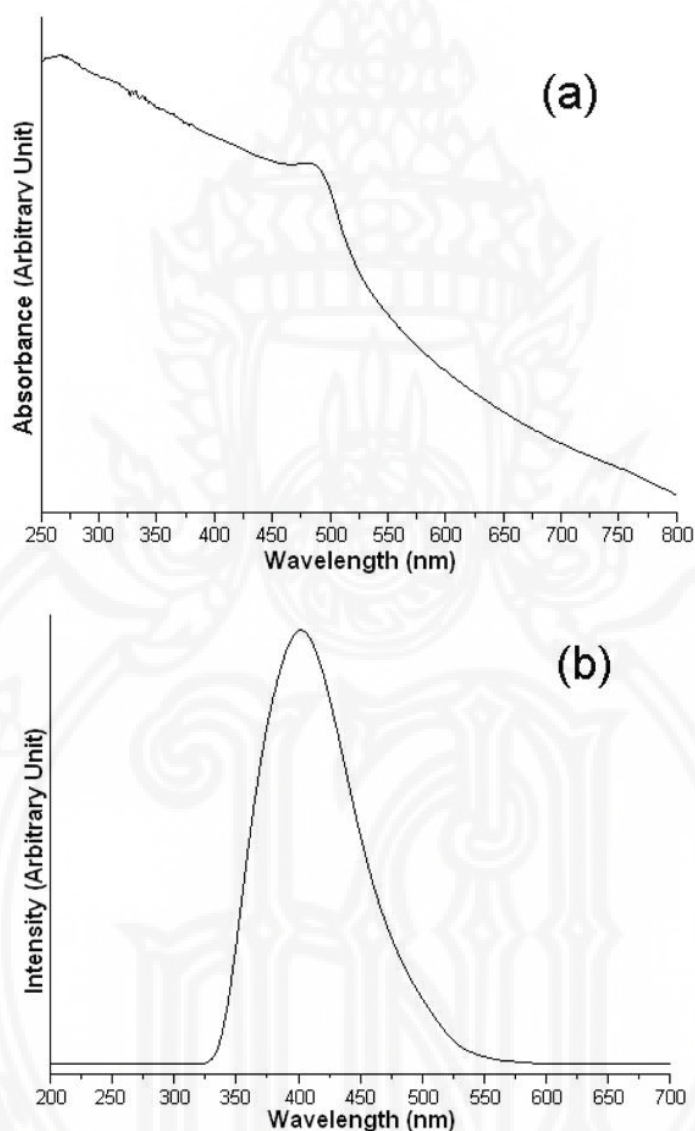 (a)
Absorbance (Arbitrary Unit)
250 300 350 400 450 500 550 600 650 700 750 800
Wavelength (nm)
(b)
Intensity (Arbitrary Unit)
200 250 300 350 400 450 500 550 600 650 700
Wavelength (nm)